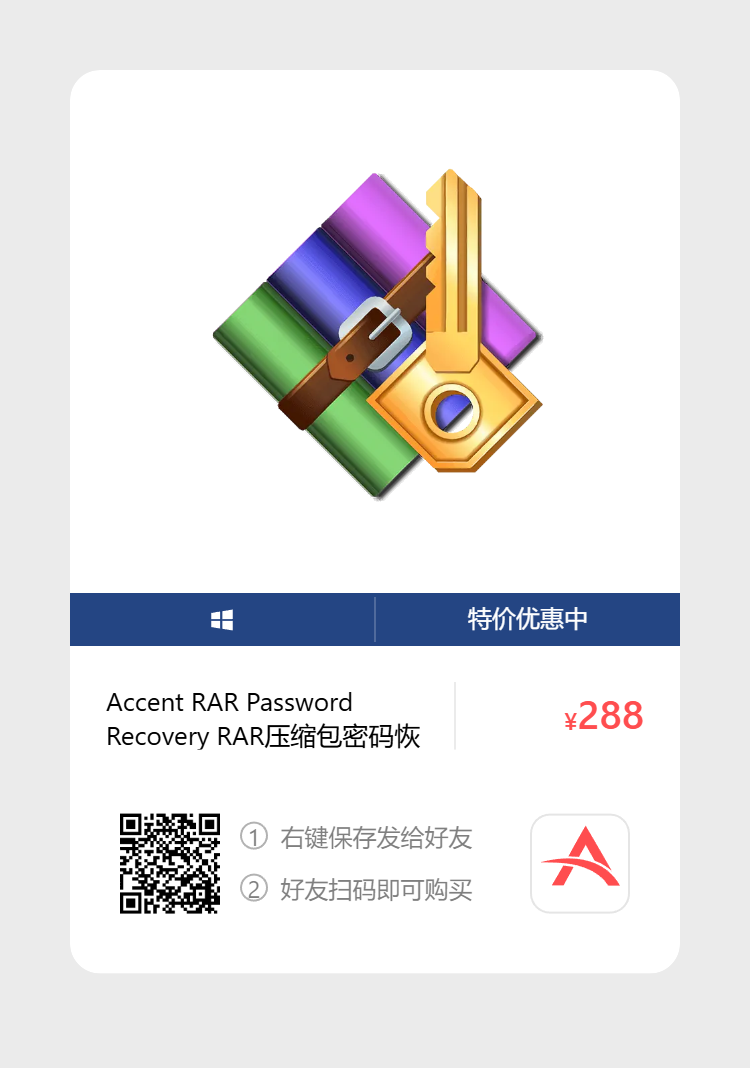 特价优惠中
Accent RAR Password
Recovery RAR压缩包密码恢
¥288
① 右键保存发给好友
② 好友扫码即可购买